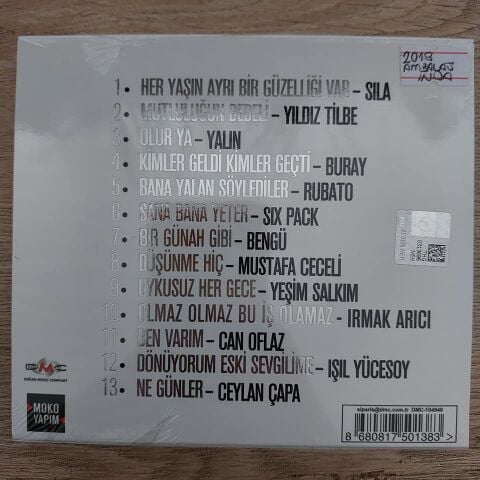 2019
AMBALAJ
INDA
1 • HER YAŞIN AYRI BİR GÜZELLİĞİ VAR – SILA
2 • MUTLULUĞUN BEDELİ – YILDIZ TİLBE
3 • OLUR YA – YALIN
4 • KİMLER GELDİ KİMLER GEÇTİ – BURAY
5 • BANA YALAN SÖYLEDİLER – RUBATO
6 • SANA BANA YETER – SIX PACK
7 • BİR GÜNAH GİBİ – BENGÜ
8 • DÜŞÜNME HİÇ – MUSTAFA CECELİ
9 • UYKUSUZ HER GECE – YEŞİM SALKIM
10 • OLMAZ OLMAZ BU İŞ OLAMAZ – IRMAK ARICI
11 • BEN VARIM – CAN OFLAZ
12 • DÖNÜYORUM ESKİ SEVGİLİME – IŞIL YÜCESOY
13 • NE GÜNLER – CEYLAN ÇAPA
DOĞAN MUSIC COMPANY
MOKO
YAPIM
siparis@dmc.com.tr DMC-104948
8 680817 501383 >